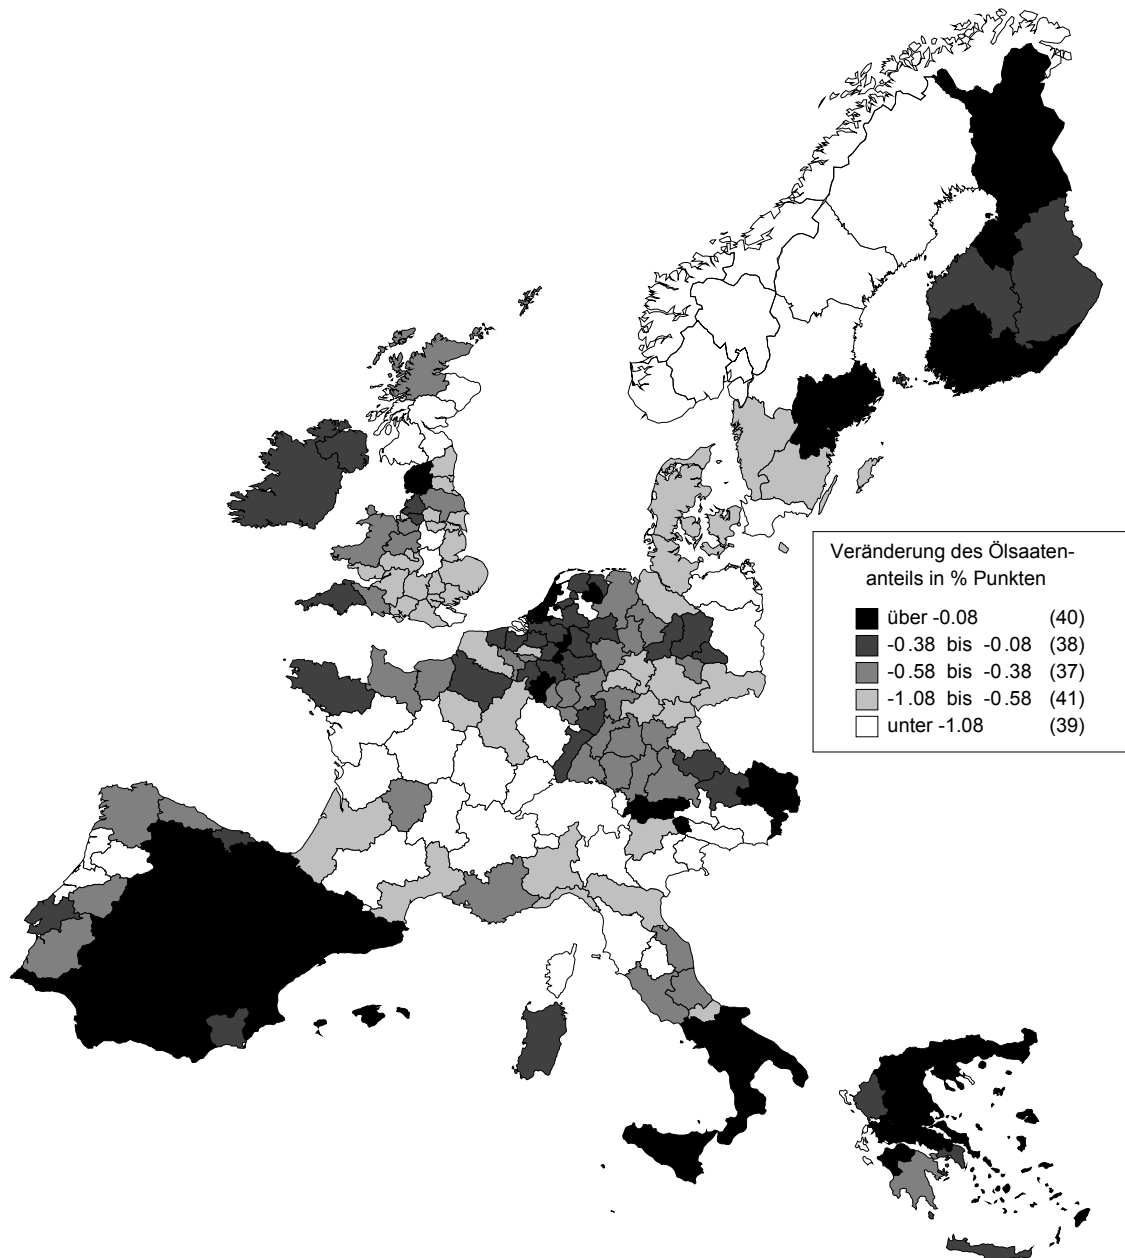 Veränderung des Ölsaaten-
anteils in % Punkten
über -0.08 (40)
-0.38 bis -0.08 (38)
-0.58 bis -0.38 (37)
-1.08 bis -0.58 (41)
unter -1.08 (39)